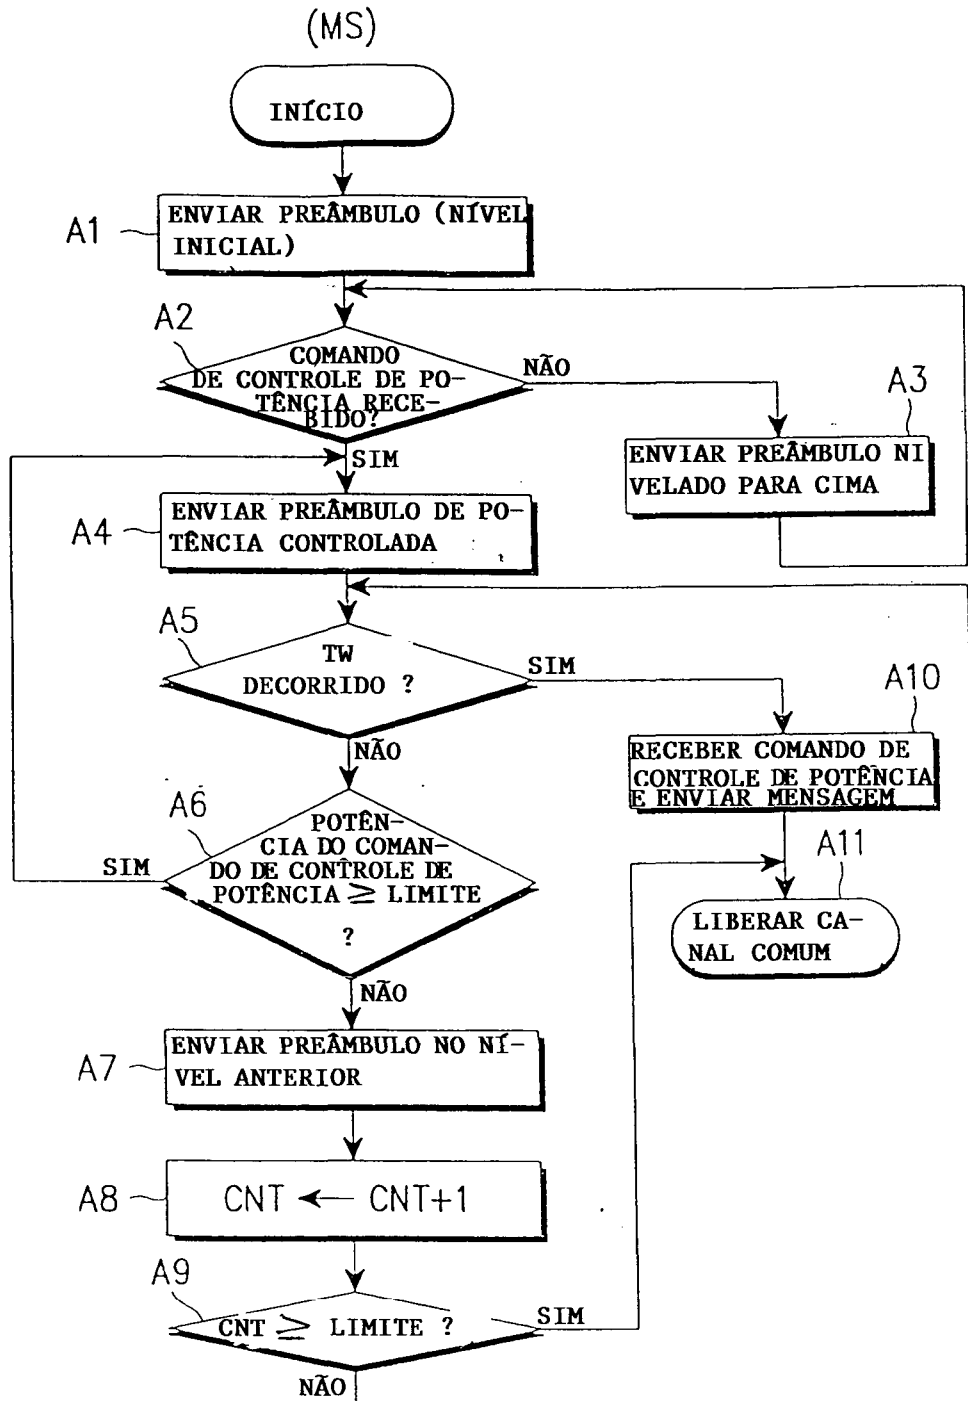 (MS)
INÍCIO
A1
ENVIAR PREÂMBULO (NÍVEL
INICIAL)
A2
COMANDO
DE CONTROLE DE PO-
TÊNCIA RECE-
BIDO?
NÃO
A3
ENVIAR PREÂMBULO NI
VELADO PARA CIMA
SIM
A4
ENVIAR PREÂMBULO DE PO-
TÊNCIA CONTROLADA
A5
TW
DECORRIDO ?
SIM
A10
RECEBER COMANDO DE
CONTROLE DE POTÊNCIA
E ENVIAR MENSAGEM
NÃO
A6
POTÊN-
CIA DO COMAN-
DO DE CONTROLE DE
POTÊNCIA ≥ LIMITE
?
SIM
A11
LIBERAR CA-
NAL COMUM
NÃO
A7
ENVIAR PREÂMBULO NO NÍ-
VEL ANTERIOR
A8
CNT ← CNT+1
A9
CNT ≥ LIMITE ?
SIM
NÃO